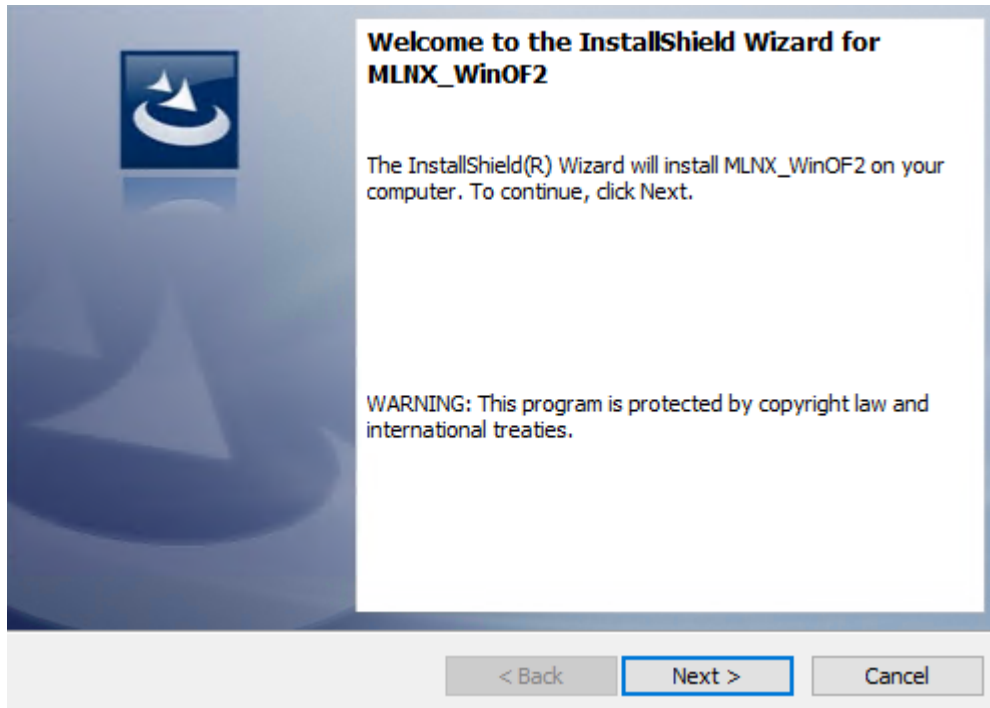 Welcome to the InstallShield Wizard for
MLNX_WinOF2
The InstallShield(R) Wizard will install MLNX_WinOF2 on your
computer. To continue, click Next.
WARNING: This program is protected by copyright law and
international treaties.
< Back
Next >
Cancel